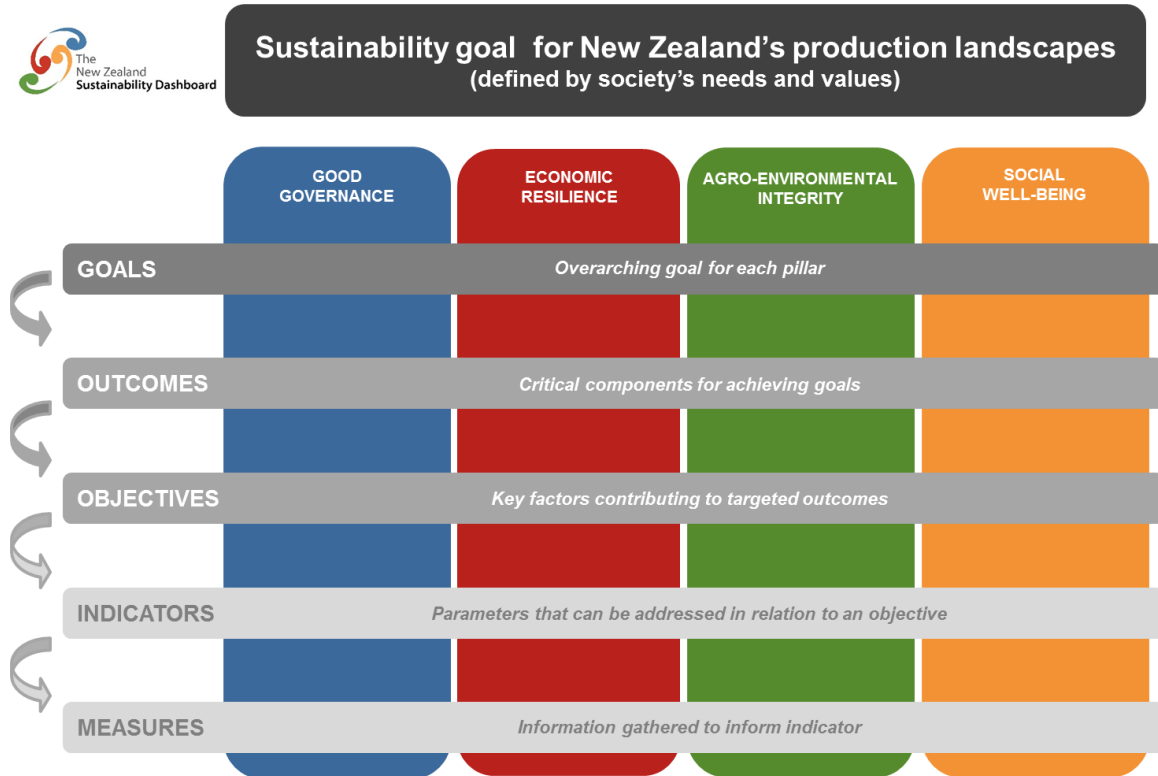 The
New Zealand
Sustainability Dashboard
Sustainability goal for New Zealand's production landscapes
(defined by society's needs and values)
GOOD
GOVERNANCE
ECONOMIC
RESILIENCE
AGRO-ENVIRONMENTAL
INTEGRITY
SOCIAL
WELL-BEING
GOALS
Overarching goal for each pillar
OUTCOMES
Critical components for achieving goals
OBJECTIVES
Key factors contributing to targeted outcomes
INDICATORS
Parameters that can be addressed in relation to an objective
MEASURES
Information gathered to inform indicator